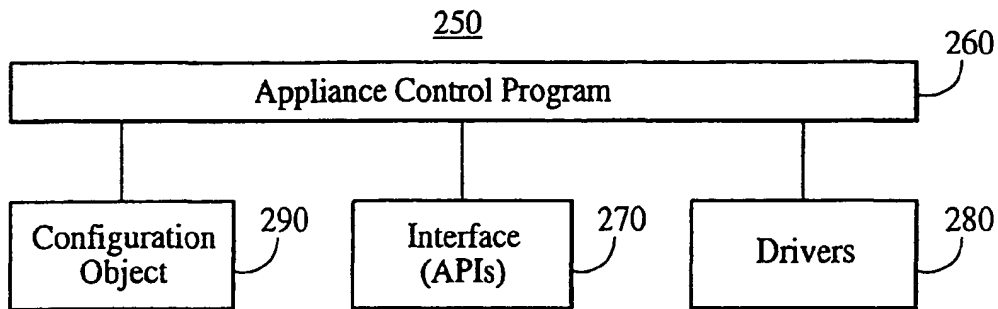 250
260
Appliance Control Program
290
Configuration
Object
270
Interface
(APIs)
280
Drivers